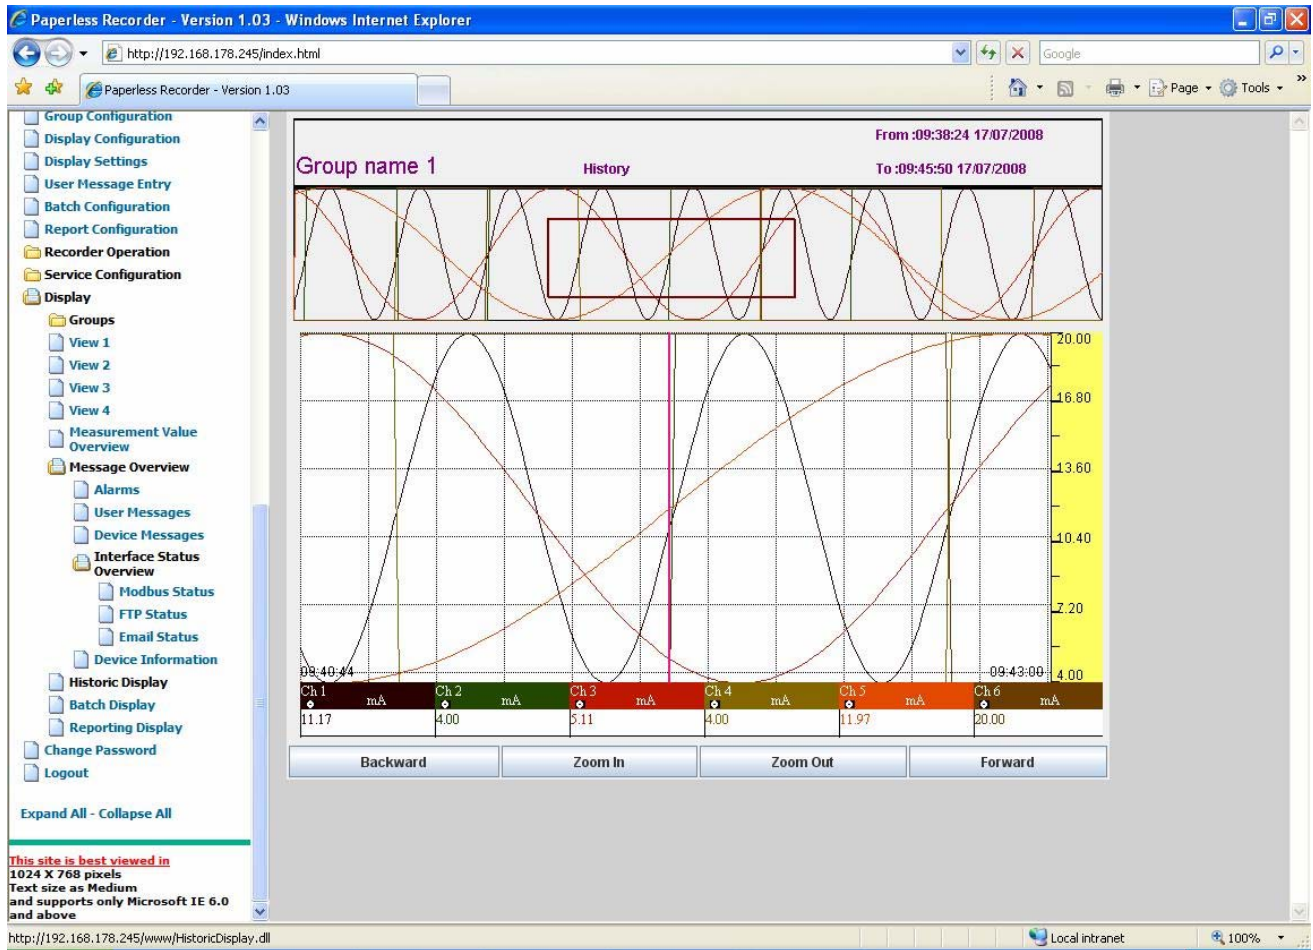 Paperless Recorder - Version 1.03 - Windows Internet Explorer
http://192.168.178.245/index.html
Google
Paperless Recorder - Version 1.03
Page
Tools
Group Configuration
Display Configuration
Display Settings
User Message Entry
Batch Configuration
Report Configuration
Recorder Operation
Service Configuration
Display
Groups
View 1
View 2
View 3
View 4
Measurement Value
Overview
Message Overview
Alarms
User Messages
Device Messages
Interface Status
Overview
Modbus Status
FTP Status
Email Status
Device Information
Historic Display
Batch Display
Reporting Display
Change Password
Logout
Expand All - Collapse All
This site is best viewed in
1024 X 768 pixels
Text size as Medium
and supports only Microsoft IE 6.0
and above
From :09:38:24 17/07/2008
Group name 1 History To :09:45:50 17/07/2008
20.00
16.80
13.60
10.40
7.20
4.00
09:40:44 09:43:00
Ch 1 mA Ch 2 mA Ch 3 mA Ch 4 mA Ch 5 mA Ch 6 mA
11.17 4.00 5.11 4.00 11.97 20.00
Backward Zoom In Zoom Out Forward
http://192.168.178.245/www/HistoricDisplay.dll
Local intranet
100%